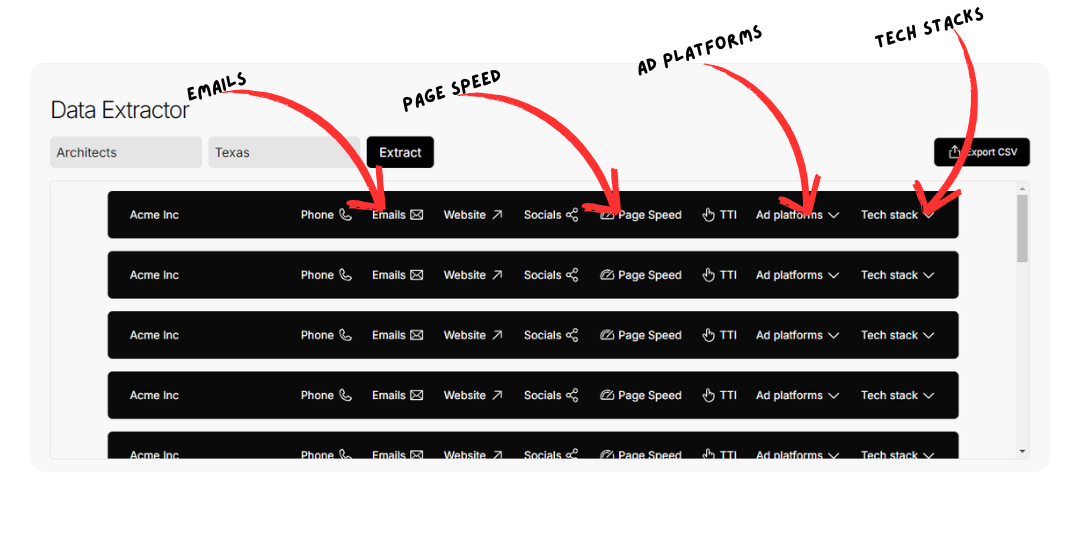 TECH STACKS
AD PLATFORMS
PAGE SPEED
EMAILS
Data Extractor
Architects Texas Extract Export CSV
Acme Inc Phone Emails Website Socials Page Speed TTI Ad platforms Tech stack
Acme Inc Phone Emails Website Socials Page Speed TTI Ad platforms Tech stack
Acme Inc Phone Emails Website Socials Page Speed TTI Ad platforms Tech stack
Acme Inc Phone Emails Website Socials Page Speed TTI Ad platforms Tech stack
Acme Inc Phone Emails Website Socials Page Speed TTI Ad platforms Tech stack